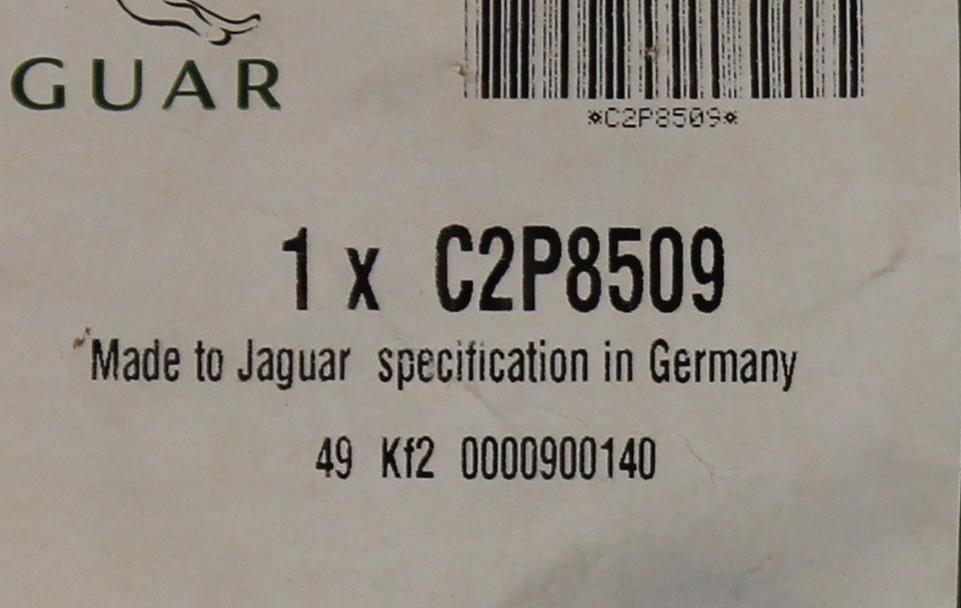 GUAR
*C2P8509*
1 x C2P8509
Made to Jaguar specification in Germany
49 Kf2 0000900140